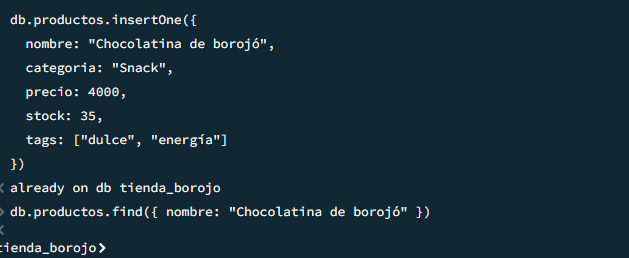 db.productos.insertOne({
nombre: "Chocolatina de borojó",
categoria: "Snack",
precio: 4000,
stock: 35,
tags: ["dulce", "energía"]
})
< already on db tienda_borojo
> db.productos.find({ nombre: "Chocolatina de borojó" })
<
tienda_borojo>